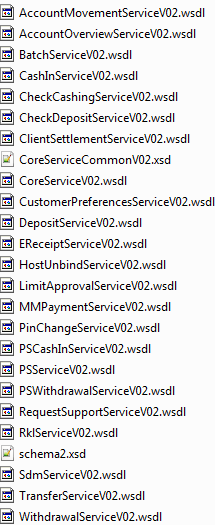 AccountMovementServiceV02.wsdl
AccountOverviewServiceV02.wsdl
BatchServiceV02.wsdl
CashInServiceV02.wsdl
CheckCashingServiceV02.wsdl
CheckDepositServiceV02.wsdl
ClientSettlementServiceV02.wsdl
CoreServiceCommonV02.xsd
CoreServiceV02.wsdl
CustomerPreferencesServiceV02.wsdl
DepositServiceV02.wsdl
EReceiptServiceV02.wsdl
HostUnbindServiceV02.wsdl
LimitApprovalServiceV02.wsdl
MMPaymentServiceV02.wsdl
PinChangeServiceV02.wsdl
PSCashInServiceV02.wsdl
PSServiceV02.wsdl
PSWithdrawalServiceV02.wsdl
RequestSupportServiceV02.wsdl
RklServiceV02.wsdl
schema2.xsd
SdmServiceV02.wsdl
TransferServiceV02.wsdl
WithdrawalServiceV02.wsdl